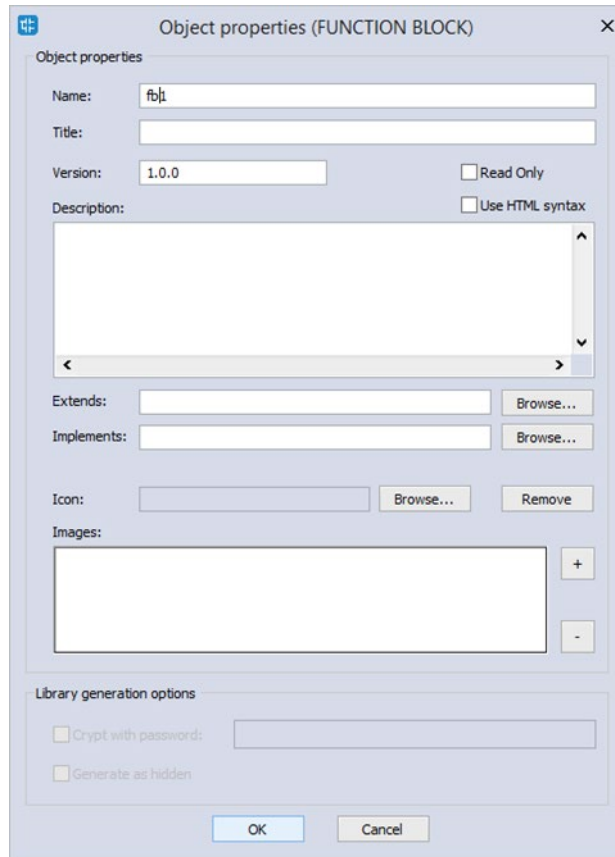 Object properties (FUNCTION BLOCK)
Object properties
Name: fb1
Title:
Version: 1.0.0 Read Only
Description: Use HTML syntax
Extends: Browse...
Implements: Browse...
Icon: Browse... Remove
Images:
+
-
Library generation options
Crypt with password:
Generate as hidden
OK Cancel